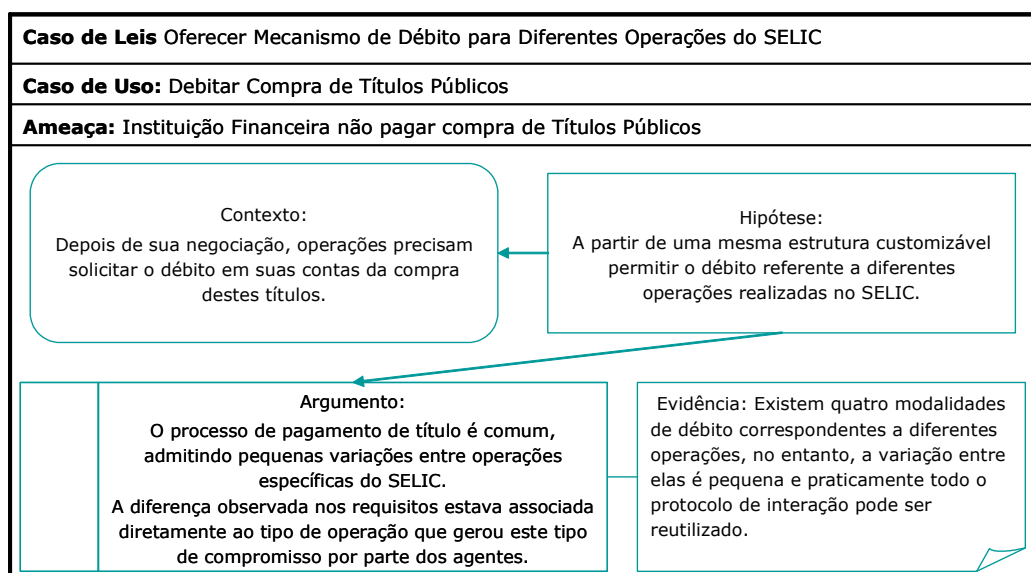 Caso de Leis Oferecer Mecanismo de Débito para Diferentes Operações do SELIC
Caso de Uso: Debitar Compra de Títulos Públicos
Ameaça: Instituição Financeira não pagar compra de Títulos Públicos
Contexto:
Depois de sua negociação, operações precisam
solicitar o débito em suas contas da compra
destes títulos.
Hipótese:
A partir de uma mesma estrutura customizável
permitir o débito referente a diferentes
operações realizadas no SELIC.
Argumento:
O processo de pagamento de título é comum,
admitindo pequenas variações entre operações
específicas do SELIC.
A diferença observada nos requisitos estava associada
diretamente ao tipo de operação que gerou este tipo
de compromisso por parte dos agentes.
Evidência: Existem quatro modalidades
de débito correspondentes a diferentes
operações, no entanto, a variação entre
elas é pequena e praticamente todo o
protocolo de interação pode ser
reutilizado.